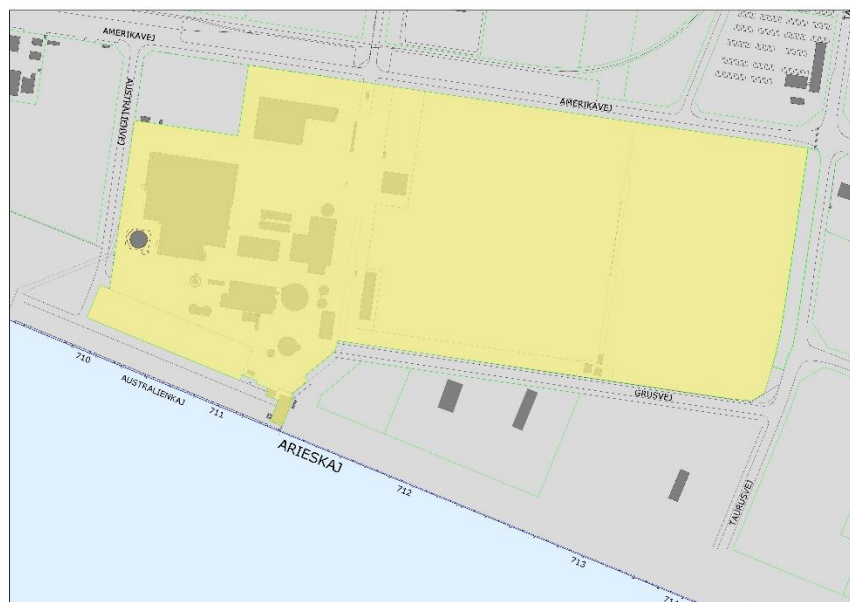 AMERIKAVEJ
AMERIKAVEJ
AUSTRALIENVEJ
710
AUSTRALIENKAJ
711
GRUSVEJ
ARIESKAJ
712
TAURUSVEJ
713